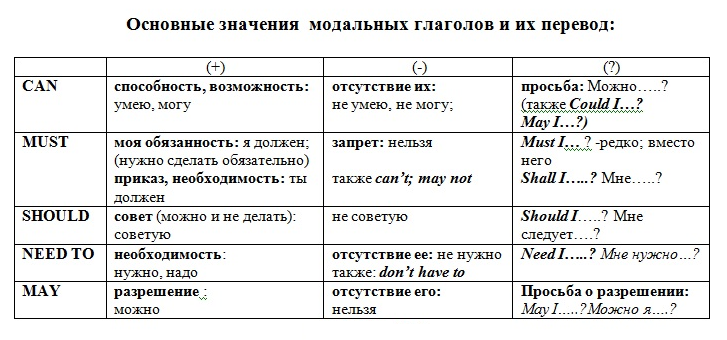 Основные значения модальных глаголов и их перевод:
(+) (-) (?)
CAN способность, возможность: отсутствие их: просьба: Можно…..?
умею, могу не умею, не могу; (также Could I…?
May I…?)
MUST моя обязанность: я должен; запрет: нельзя Must I… ? -редко; вместо
(нужно сделать обязательно) него
приказ, необходимость: ты также can't; may not Shall I…..? Мне…..?
должен
SHOULD совет (можно и не делать): не советую Should I…..? Мне
советую следует….?
NEED TO необходимость: отсутствие ее: не нужно Need I…..? Мне нужно…?
нужно, надо также: don't have to
MAY разрешение : отсутствие его: Просьба о разрешении:
можно нельзя May I…..?Можно я….?